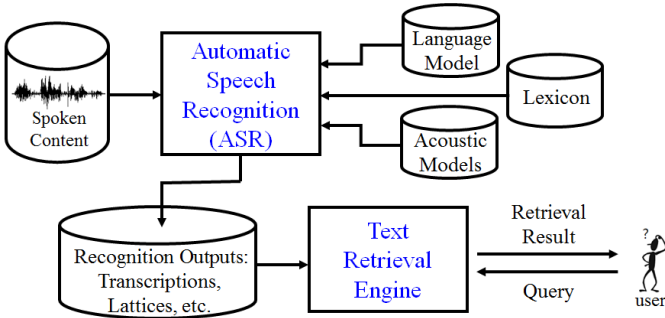 Automatic
Speech
Recognition
(ASR)
Language
Model
Lexicon
Acoustic
Models
Spoken
Content
Recognition Outputs:
Transcriptions,
Lattices, etc.
Text
Retrieval
Engine
Retrieval
Result
Query
?
user